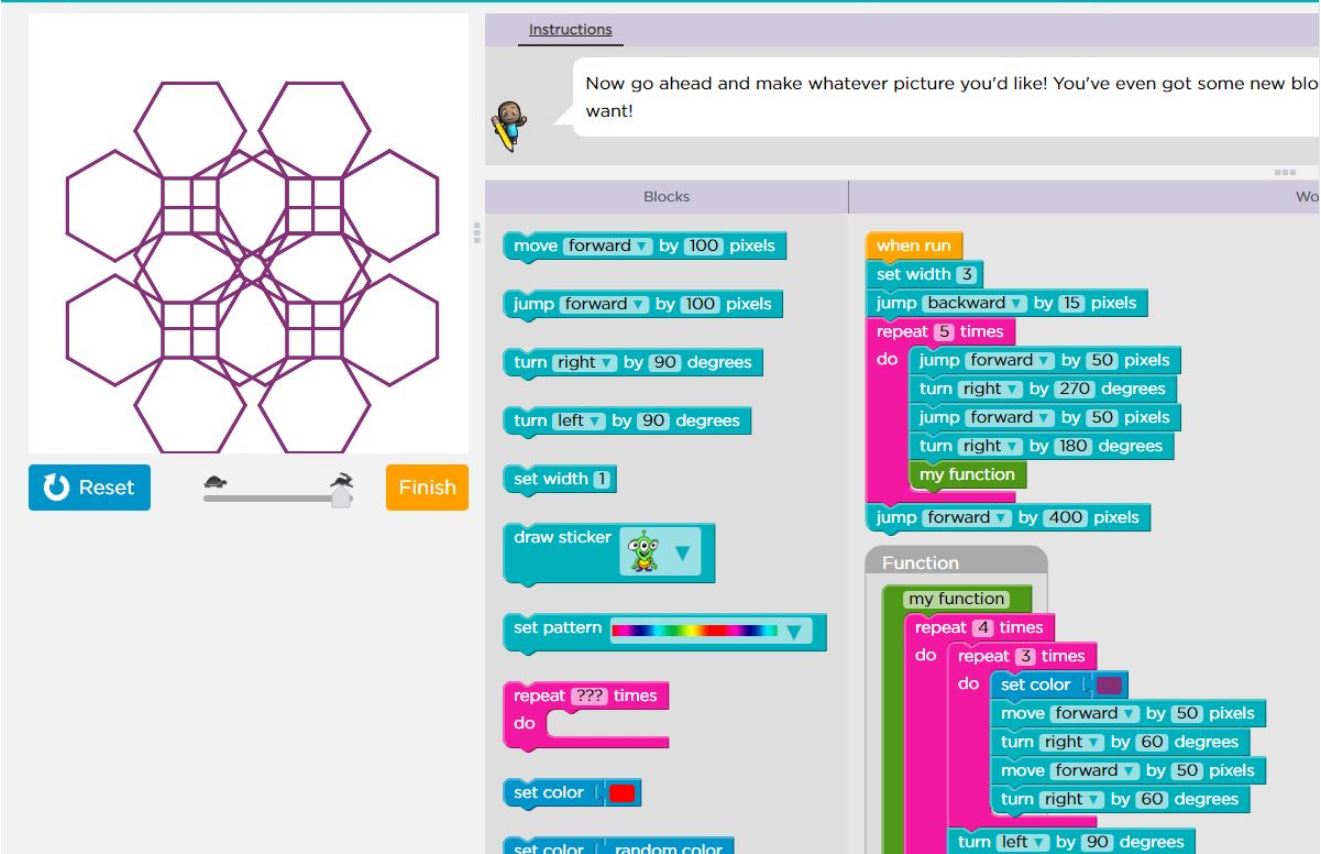 Instructions
Now go ahead and make whatever picture you'd like! You've even got some new blo
want!
Blocks
Wo
Reset
Finish
move forward ▼ by 100 pixels
jump forward ▼ by 100 pixels
turn right ▼ by 90 degrees
turn left ▼ by 90 degrees
set width 1
draw sticker
set pattern
repeat ??? times
do
set color
set color random color
when run
set width 3
jump backward ▼ by 15 pixels
repeat 5 times
do jump forward ▼ by 50 pixels
turn right ▼ by 270 degrees
jump forward ▼ by 50 pixels
turn right ▼ by 180 degrees
my function
jump forward ▼ by 400 pixels
Function
my function
repeat 4 times
do repeat 3 times
do set color
move forward ▼ by 50 pixels
turn right ▼ by 60 degrees
move forward ▼ by 50 pixels
turn right ▼ by 60 degrees
turn left ▼ by 90 degrees